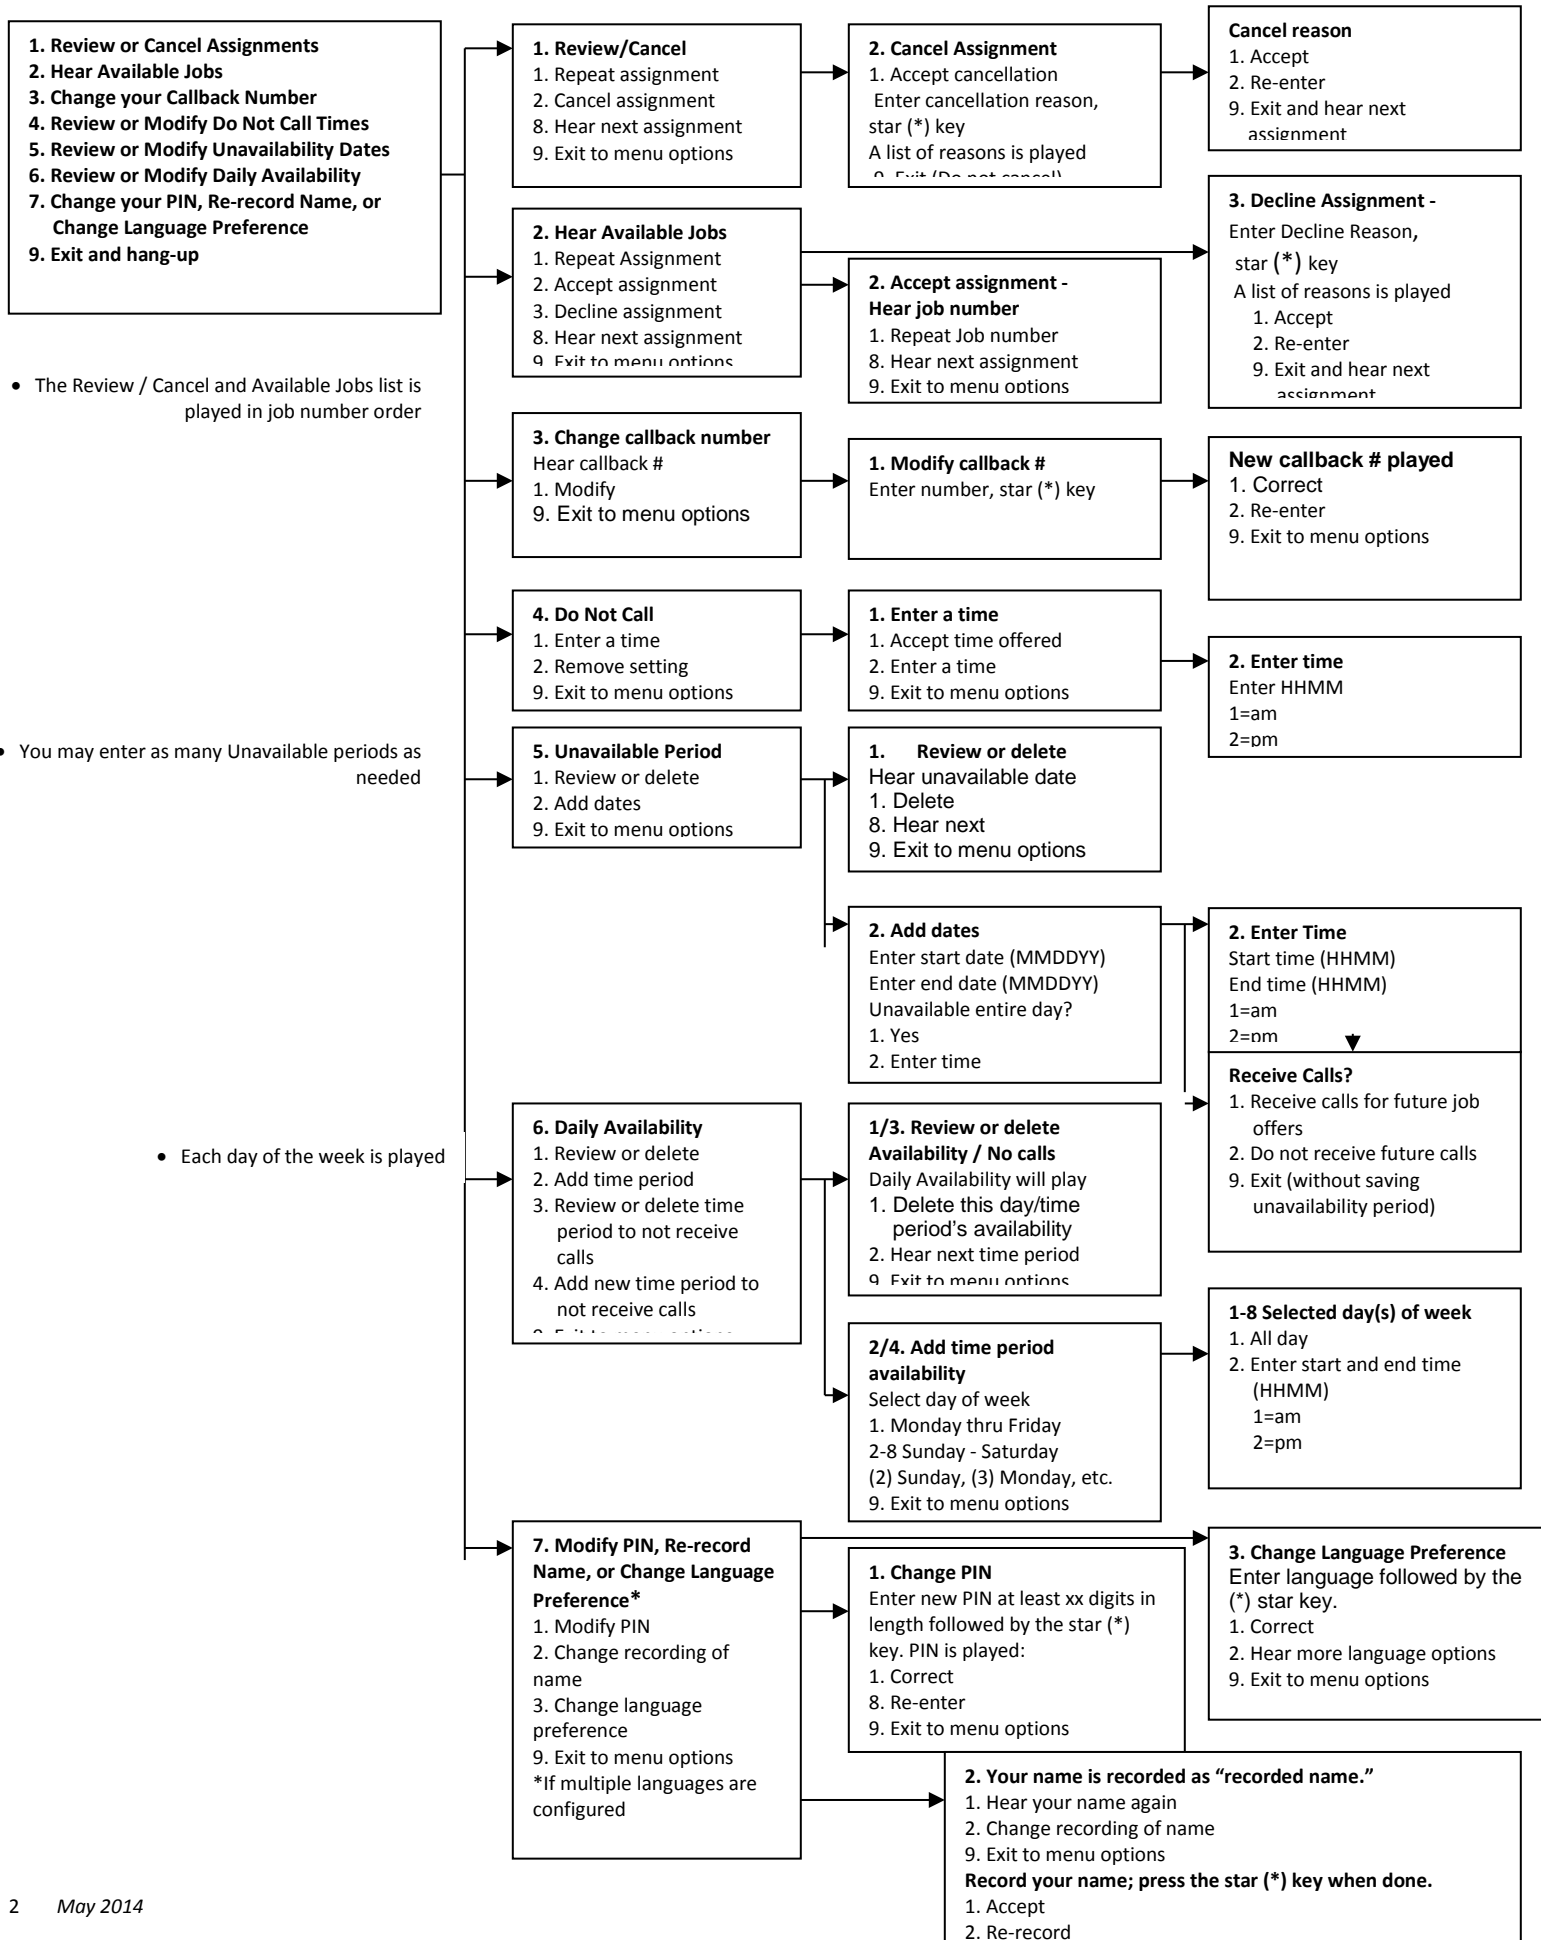 1. Review or Cancel Assignments
2. Hear Available Jobs
3. Change your Callback Number
4. Review or Modify Do Not Call Times
5. Review or Modify Unavailability Dates
6. Review or Modify Daily Availability
7. Change your PIN, Re-record Name, or
Change Language Preference
9. Exit and hang-up
• The Review / Cancel and Available Jobs list is
played in job number order
• You may enter as many Unavailable periods as
needed
• Each day of the week is played
1. Review/Cancel
1. Repeat assignment
2. Cancel assignment
8. Hear next assignment
9. Exit to menu options
2. Cancel Assignment
1. Accept cancellation
Enter cancellation reason,
star (*) key
A list of reasons is played
9. Exit (Do not cancel)
Cancel reason
1. Accept
2. Re-enter
9. Exit and hear next
assignment
2. Hear Available Jobs
1. Repeat Assignment
2. Accept assignment
3. Decline assignment
8. Hear next assignment
9. Exit to menu options
2. Accept assignment -
Hear job number
1. Repeat Job number
8. Hear next assignment
9. Exit to menu options
3. Decline Assignment -
Enter Decline Reason,
star (*) key
A list of reasons is played
1. Accept
2. Re-enter
9. Exit and hear next
assignment
3. Change callback number
Hear callback #
1. Modify
9. Exit to menu options
1. Modify callback #
Enter number, star (*) key
New callback # played
1. Correct
2. Re-enter
9. Exit to menu options
4. Do Not Call
1. Enter a time
2. Remove setting
9. Exit to menu options
1. Enter a time
1. Accept time offered
2. Enter a time
9. Exit to menu options
2. Enter time
Enter HHMM
1=am
2=pm
5. Unavailable Period
1. Review or delete
2. Add dates
9. Exit to menu options
1. Review or delete
Hear unavailable date
1. Delete
8. Hear next
9. Exit to menu options
2. Add dates
Enter start date (MMDDYY)
Enter end date (MMDDYY)
Unavailable entire day?
1. Yes
2. Enter time
2. Enter Time
Start time (HHMM)
End time (HHMM)
1=am
2=pm
Receive Calls?
1. Receive calls for future job
offers
2. Do not receive future calls
9. Exit (without saving
unavailability period)
6. Daily Availability
1. Review or delete
2. Add time period
3. Review or delete time
period to not receive
calls
4. Add new time period to
not receive calls
9. Exit to menu options
1/3. Review or delete
Availability / No calls
Daily Availability will play
1. Delete this day/time
period's availability
2. Hear next time period
9. Exit to menu options
2/4. Add time period
availability
Select day of week
1. Monday thru Friday
2-8 Sunday - Saturday
(2) Sunday, (3) Monday, etc.
9. Exit to menu options
1-8 Selected day(s) of week
1. All day
2. Enter start and end time
(HHMM)
1=am
2=pm
7. Modify PIN, Re-record
Name, or Change Language
Preference*
1. Modify PIN
2. Change recording of
name
3. Change language
preference
9. Exit to menu options
*If multiple languages are
configured
1. Change PIN
Enter new PIN at least xx digits in
length followed by the star (*)
key. PIN is played:
1. Correct
8. Re-enter
9. Exit to menu options
3. Change Language Preference
Enter language followed by the
(*) star key.
1. Correct
2. Hear more language options
9. Exit to menu options
2. Your name is recorded as “recorded name.”
1. Hear your name again
2. Change recording of name
9. Exit to menu options
Record your name; press the star (*) key when done.
1. Accept
2. Re-record
2 May 2014